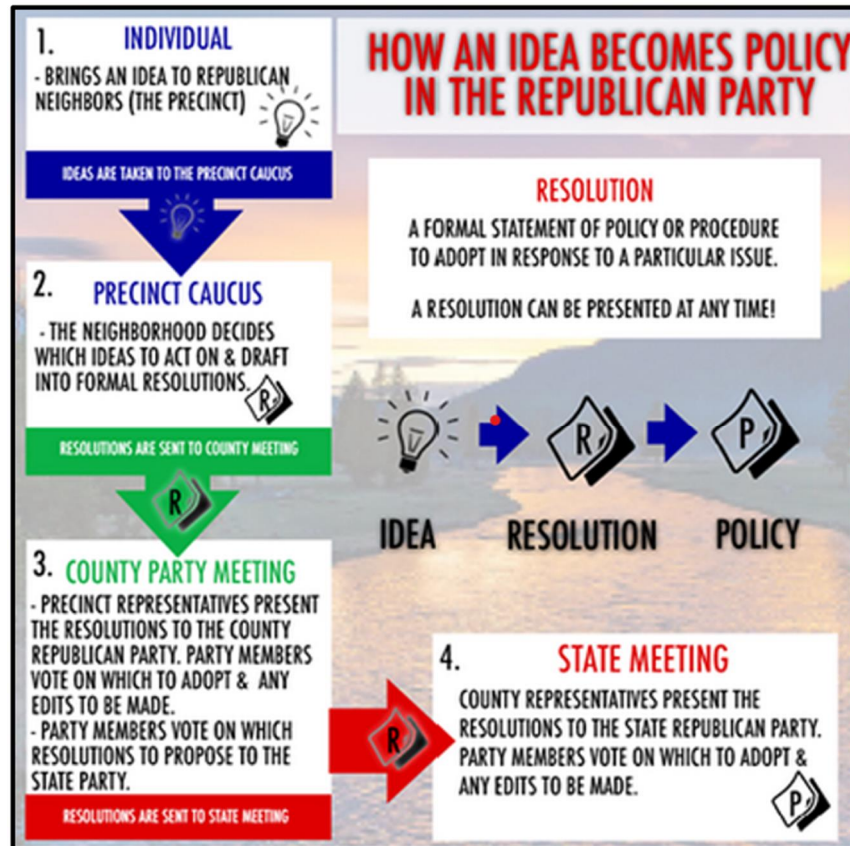 1. INDIVIDUAL
- BRINGS AN IDEA TO REPUBLICAN
NEIGHBORS (THE PRECINCT)
IDEAS ARE TAKEN TO THE PRECINCT CAUCUS
HOW AN IDEA BECOMES POLICY
IN THE REPUBLICAN PARTY
RESOLUTION
A FORMAL STATEMENT OF POLICY OR PROCEDURE
TO ADOPT IN RESPONSE TO A PARTICULAR ISSUE.
A RESOLUTION CAN BE PRESENTED AT ANY TIME!
2. PRECINCT CAUCUS
- THE NEIGHBORHOOD DECIDES
WHICH IDEAS TO ACT ON & DRAFT
INTO FORMAL RESOLUTIONS.
R
RESOLUTIONS ARE SENT TO COUNTY MEETING
R
R
P
IDEA RESOLUTION POLICY
3. COUNTY PARTY MEETING
- PRECINCT REPRESENTATIVES PRESENT
THE RESOLUTIONS TO THE COUNTY
REPUBLICAN PARTY. PARTY MEMBERS
VOTE ON WHICH TO ADOPT & ANY
EDITS TO BE MADE.
- PARTY MEMBERS VOTE ON WHICH
RESOLUTIONS TO PROPOSE TO THE
STATE PARTY.
RESOLUTIONS ARE SENT TO STATE MEETING
R
4. STATE MEETING
COUNTY REPRESENTATIVES PRESENT THE
RESOLUTIONS TO THE STATE REPUBLICAN PARTY.
PARTY MEMBERS VOTE ON WHICH TO ADOPT &
ANY EDITS TO BE MADE.
P